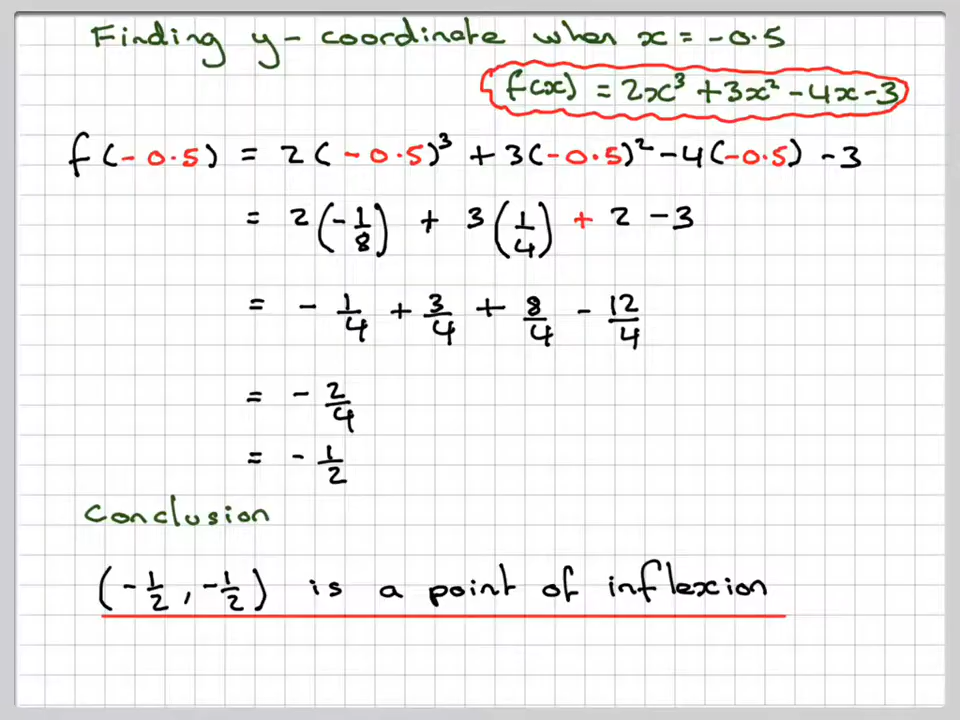 Finding y-coordinate when x = -0.5
f(x) = 2x³ + 3x² - 4x - 3
f(-0.5) = 2(-0.5)³ + 3(-0.5)² - 4(-0.5) - 3
= 2(-1/8) + 3(1/4) + 2 - 3
= - 1/4 + 3/4 + 8/4 - 12/4
= - 2/4
= - 1/2
Conclusion
(-1/2, -1/2) is a point of inflexion